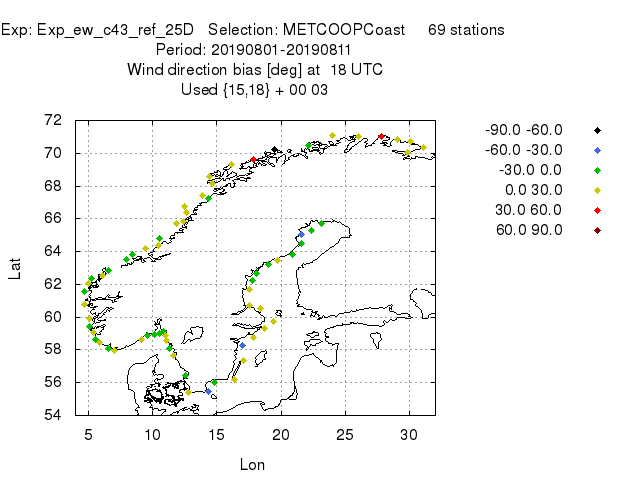 Exp: Exp_ew_c43_ref_25D Selection: METCOOPCoast 69 stations
Period: 20190801-20190811
Wind direction bias [deg] at 18 UTC
Used {15,18} + 00 03
72
70
68
66
64
62
60
58
56
54
Lat
5 10 15 20 25 30
Lon
-90.0 -60.0
-60.0 -30.0
-30.0 0.0
0.0 30.0
30.0 60.0
60.0 90.0